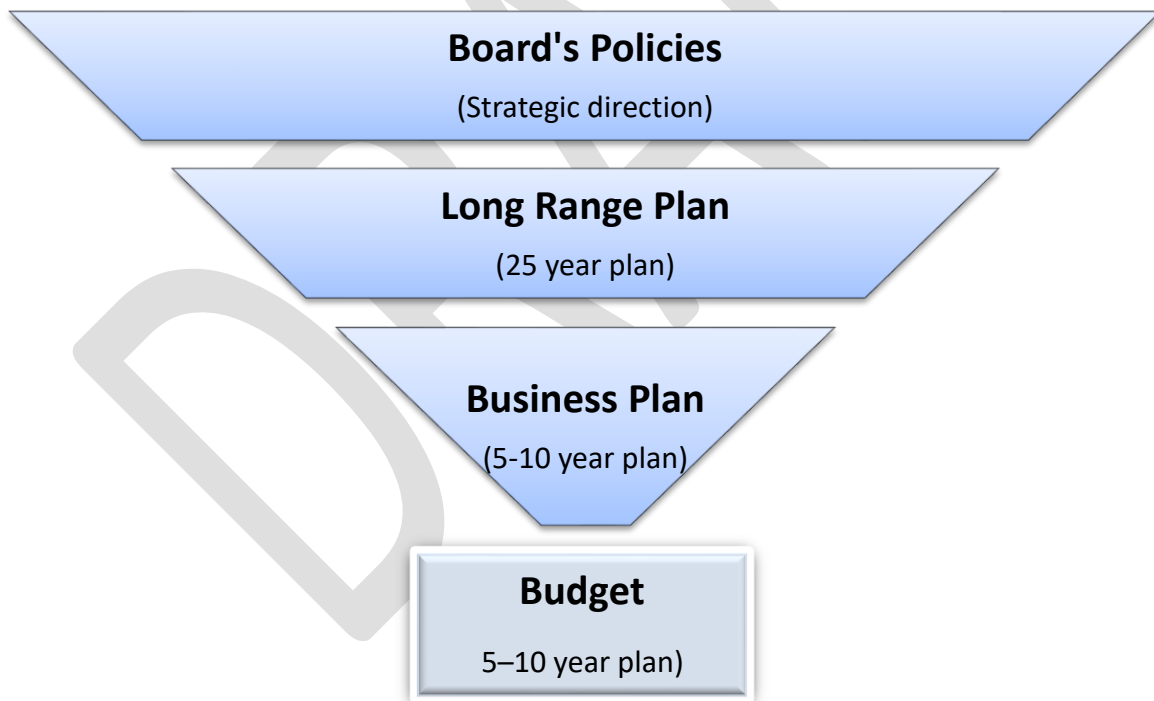 Board's Policies
(Strategic direction)
Long Range Plan
(25 year plan)
Business Plan
(5-10 year plan)
Budget
5–10 year plan)